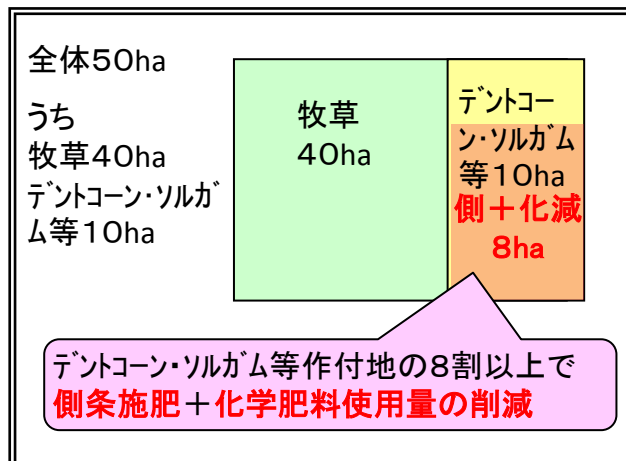 全体５０ha
うち
牧草４０ha
ﾃﾞﾝﾄｺｰﾝ･ｿﾙｶﾞ
ﾑ等１０ha
牧草
４０ha
ﾃﾞﾝﾄｺｰ
ﾝ･ｿﾙｶﾞﾑ
等１０ha
側＋化減
８ha
ﾃﾞﾝﾄｺｰﾝ･ｿﾙｶﾞﾑ等作付地の８割以上で
側条施肥＋化学肥料使用量の削減